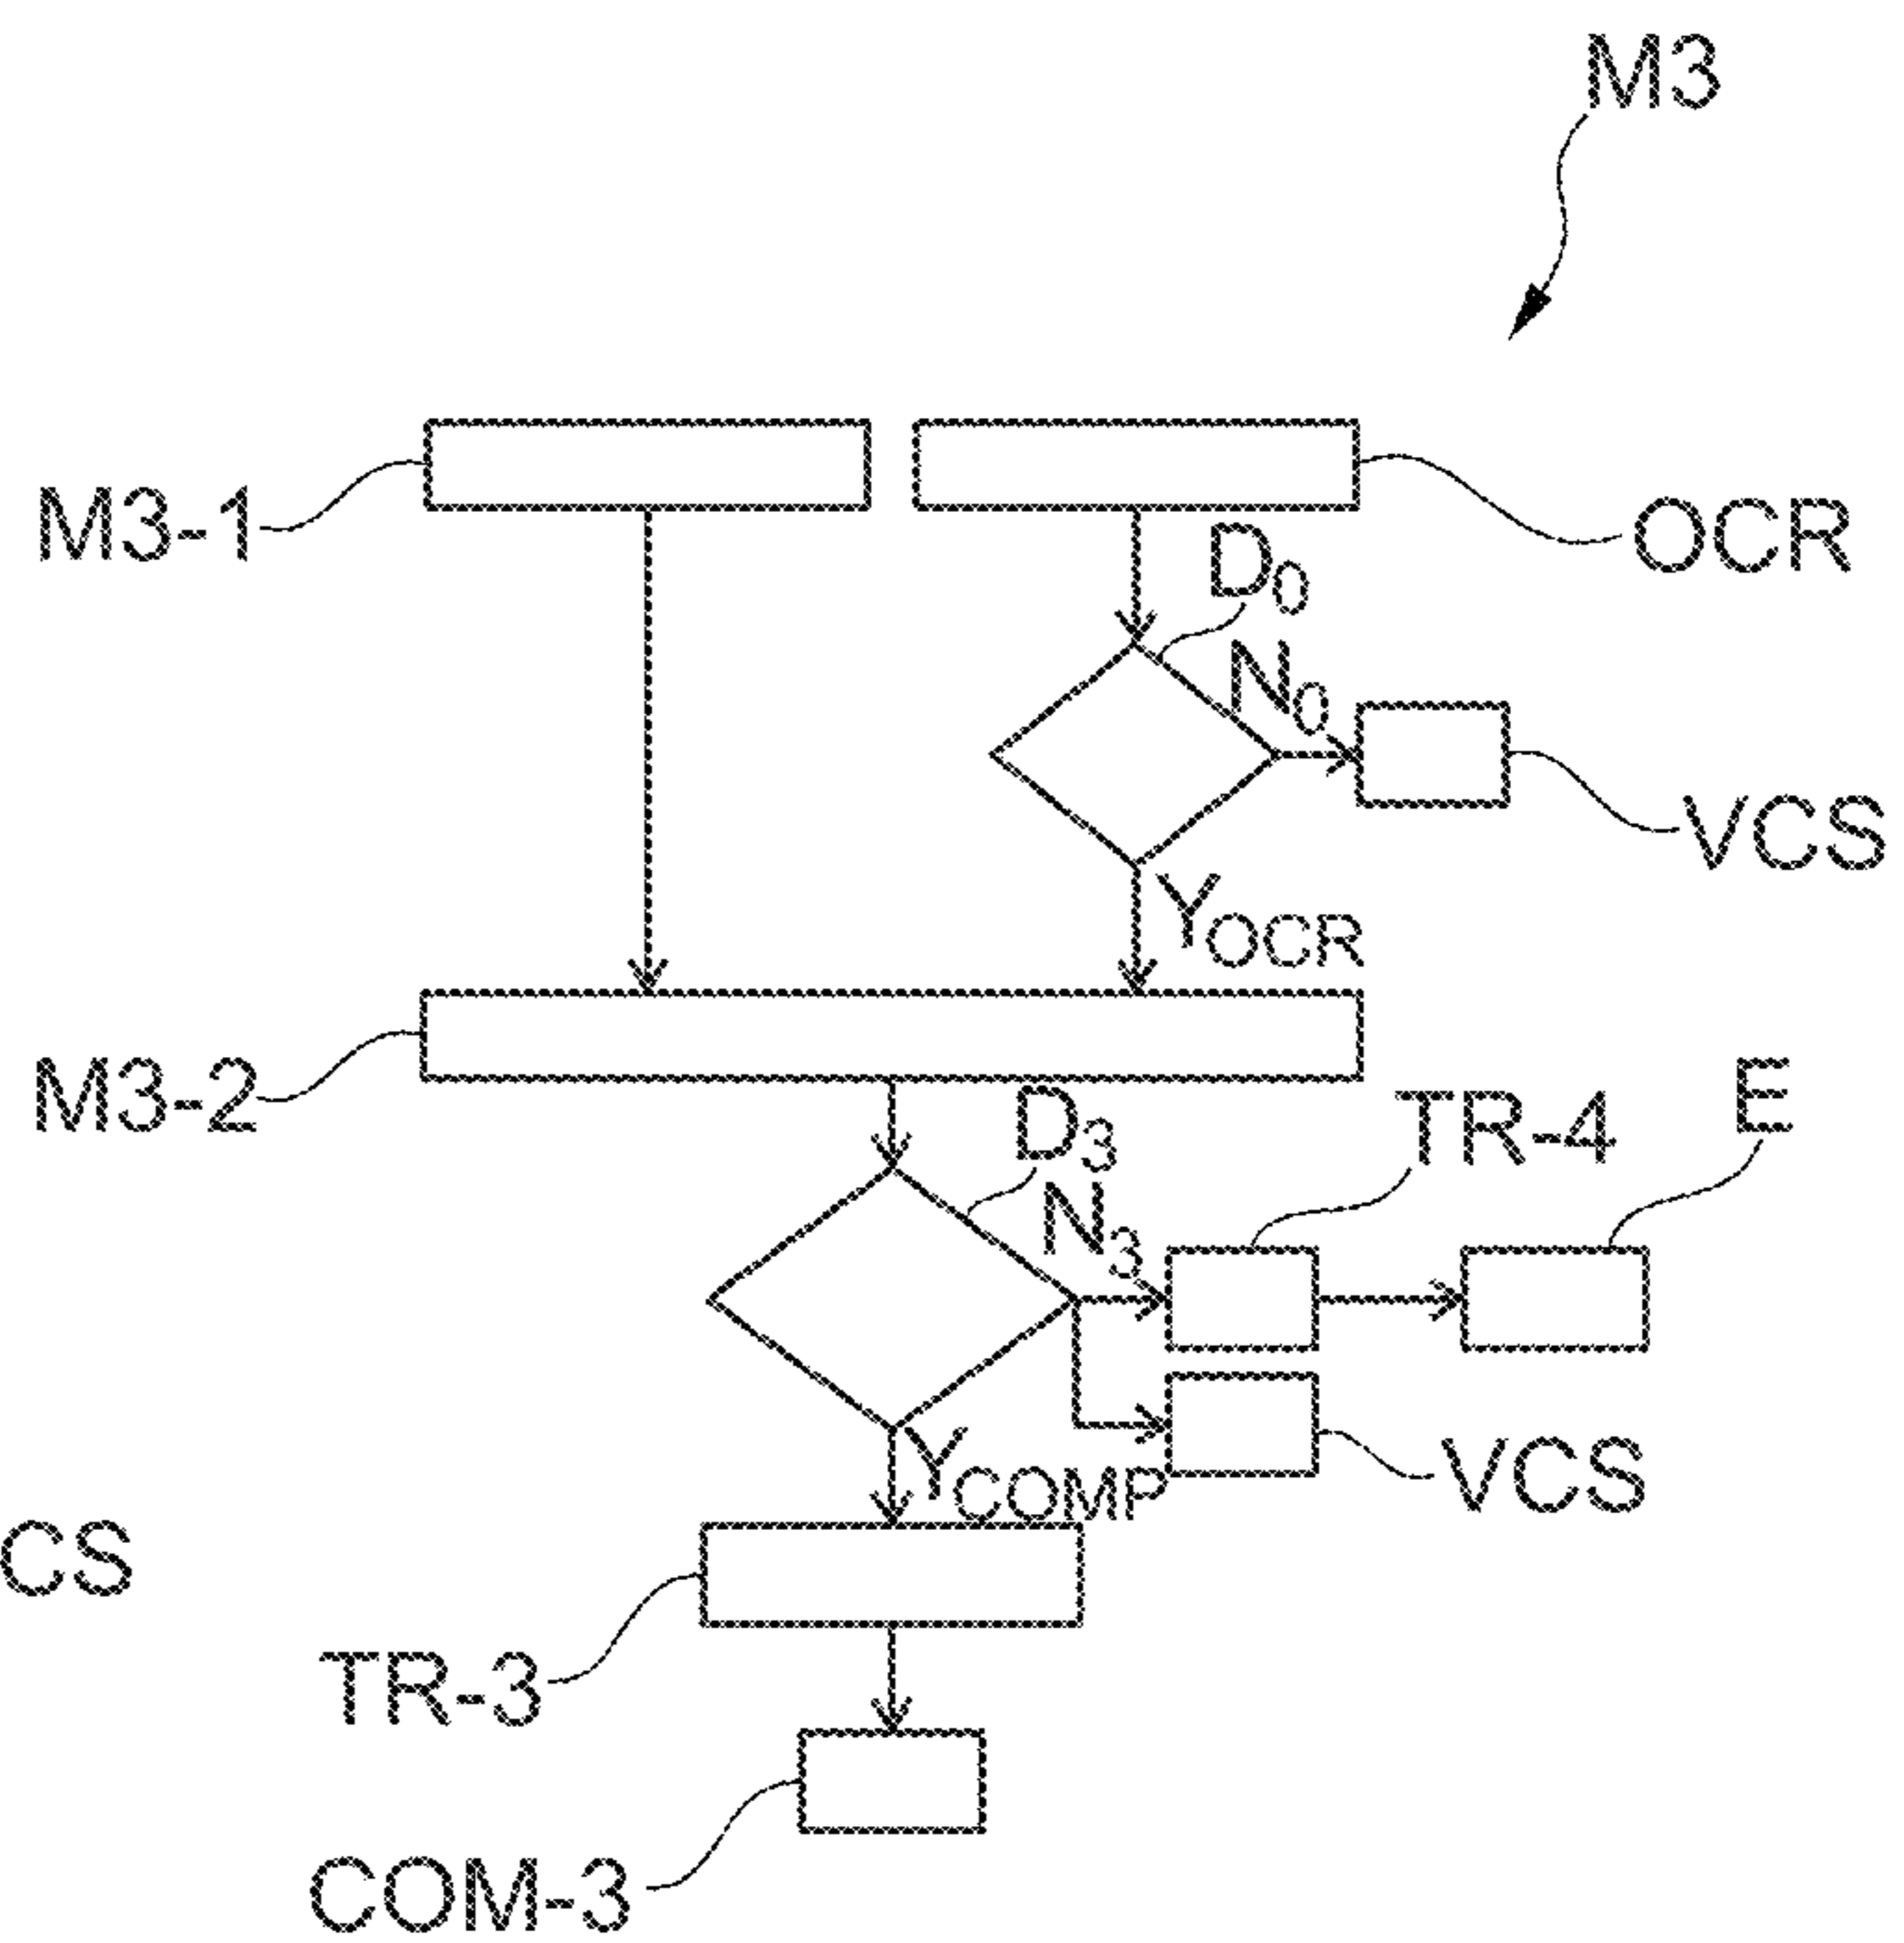 M3
M3-1
OCR
D0
N0
VCS
YOCR
M3-2
D3
TR-4
E
N3
YCOMP
VCS
CS
TR-3
COM-3